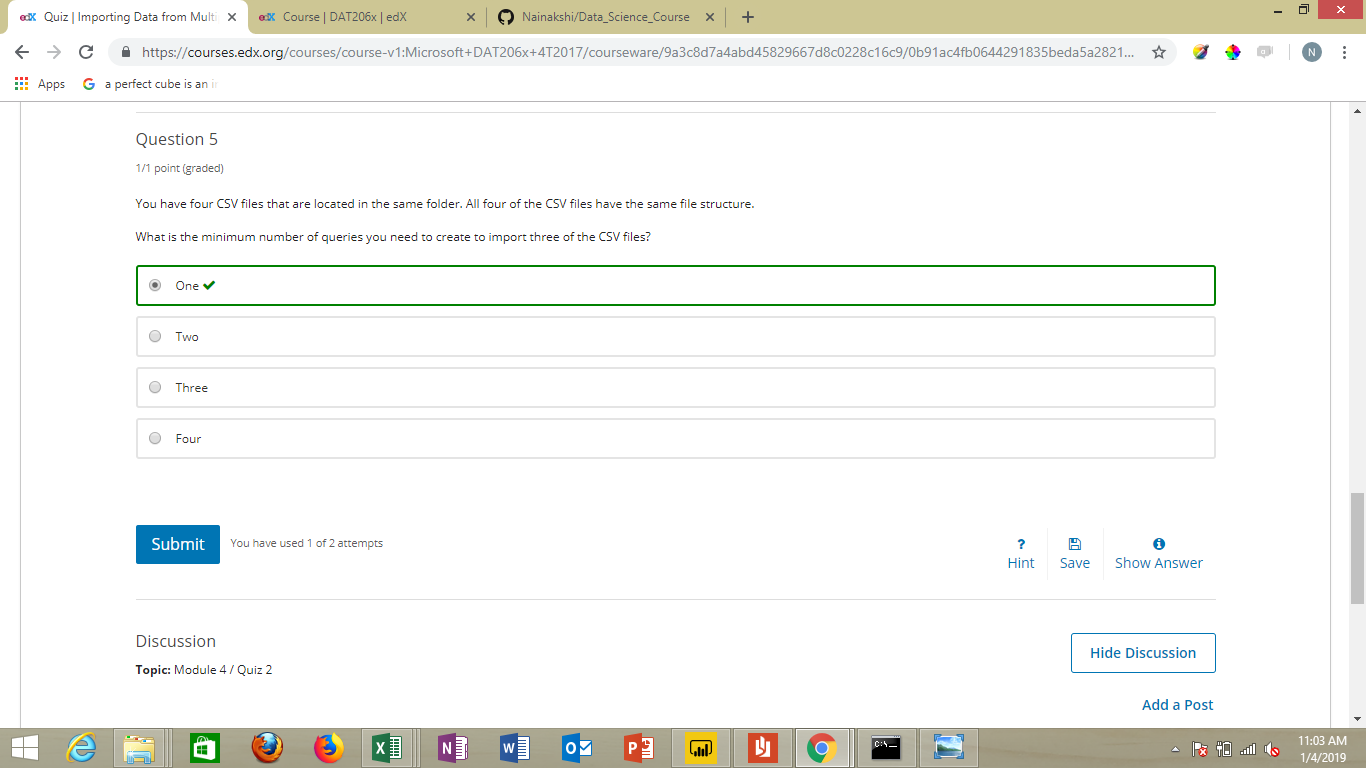 edX Quiz | Importing Data from Multi
edX Course | DAT206x | edX
Nainakshi/Data_Science_Course
https://courses.edx.org/courses/course-v1:Microsoft+DAT206x+4T2017/courseware/9a3c8d7a4abd45829667d8c0228c16c9/0b91ac4fb0644291835beda5a2821...
N
Apps
G a perfect cube is an i
Question 5
1/1 point (graded)
You have four CSV files that are located in the same folder. All four of the CSV files have the same file structure.
What is the minimum number of queries you need to create to import three of the CSV files?
One
Two
Three
Four
Submit
You have used 1 of 2 attempts
? Hint
Save
Show Answer
Discussion
Topic: Module 4 / Quiz 2
Hide Discussion
Add a Post
11:03 AM
1/4/2019